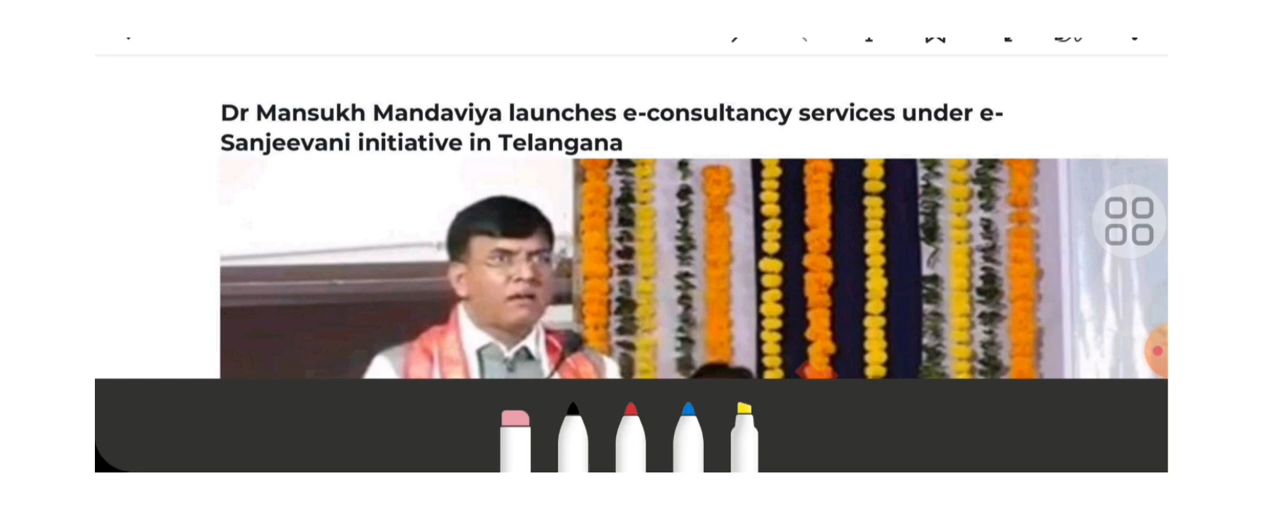 Dr Mansukh Mandaviya launches e-consultancy services under e-
Sanjeevani initiative in Telangana